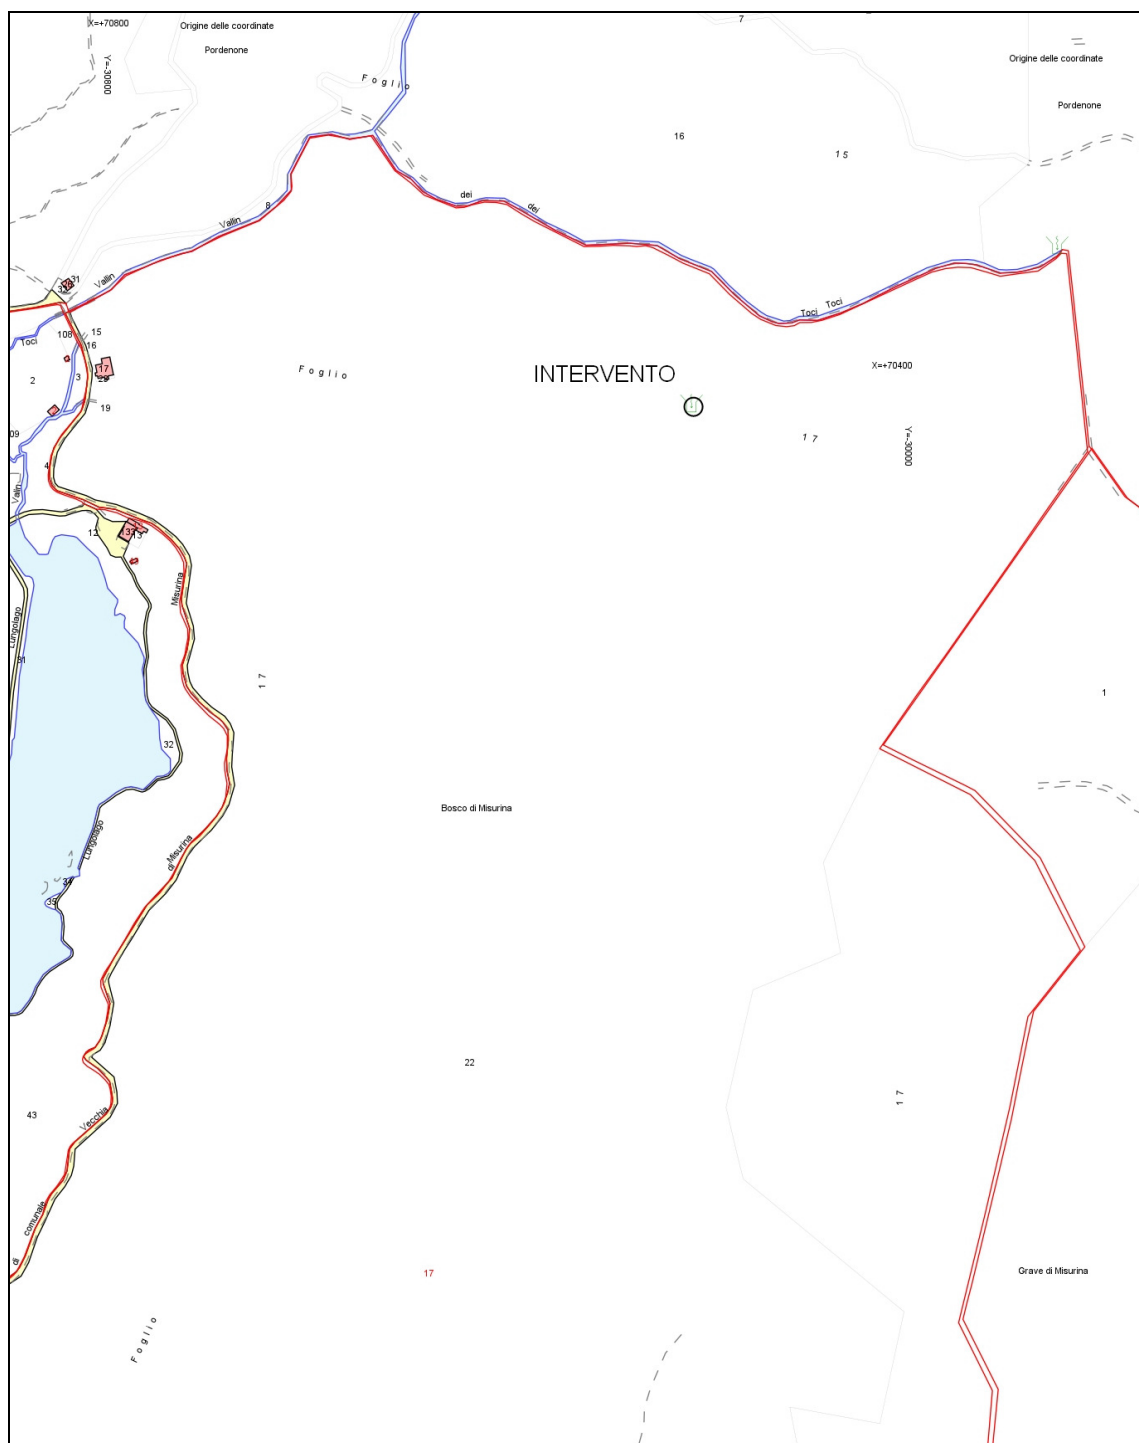 X=+70800
Origine delle coordinate
Pordenone
Y=-30800
7
Foglio
Origine delle coordinate
Pordenone
16
15
dei
dei
8
Vallin
Vallin
31
Toci
Toci
Toci
108
15
16
17
29
2
3
19
Foglio
INTERVENTO
X=+70400
17
Y=-30000
09
4
Valin
12
13
Misurina
Lungolago
31
17
32
1
Bosco di Misurina
Misurina
di
Lungolago
34
35
22
43
Vecchia
17
comunale
di
17
Grave di Misurina
Foglio